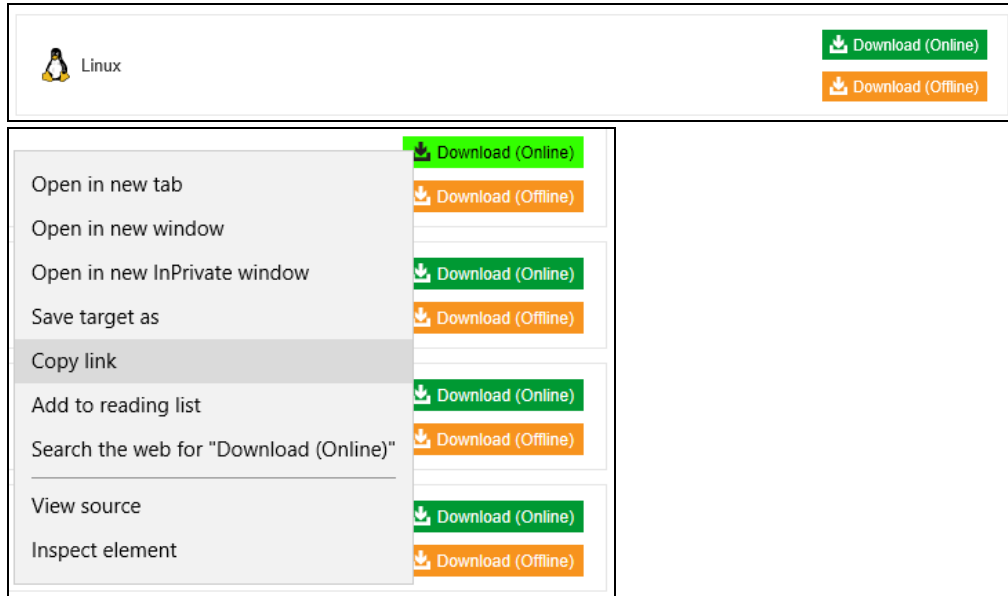 Linux
Download (Online)
Download (Offline)
Download (Online)
Open in new tab
Download (Offline)
Open in new window
Open in new InPrivate window
Download (Online)
Save target as
Download (Offline)
Copy link
Download (Online)
Add to reading list
Download (Offline)
Search the web for "Download (Online)"
View source
Download (Online)
Inspect element
Download (Offline)